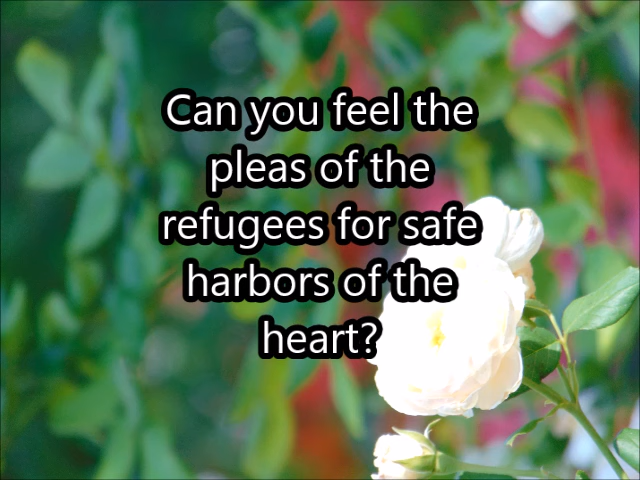 Can you feel the
pleas of the
refugees for safe
harbors of the
heart?